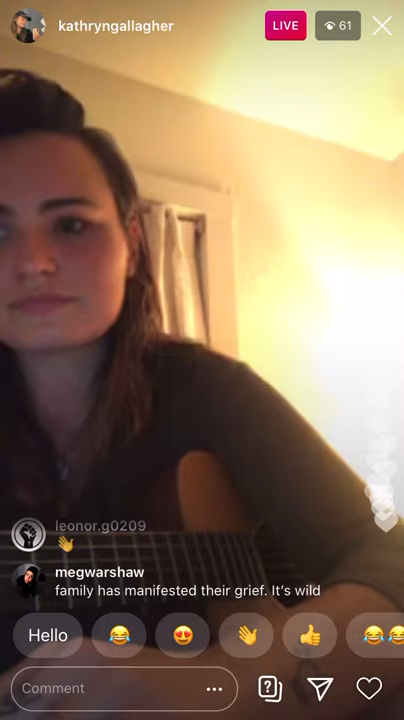 kathryngallagher
LIVE
61
leonor.g0209
👋
megwarshaw
family has manifested their grief. It's wild
Hello 😂 😍 👋 👍 😂😂
Comment